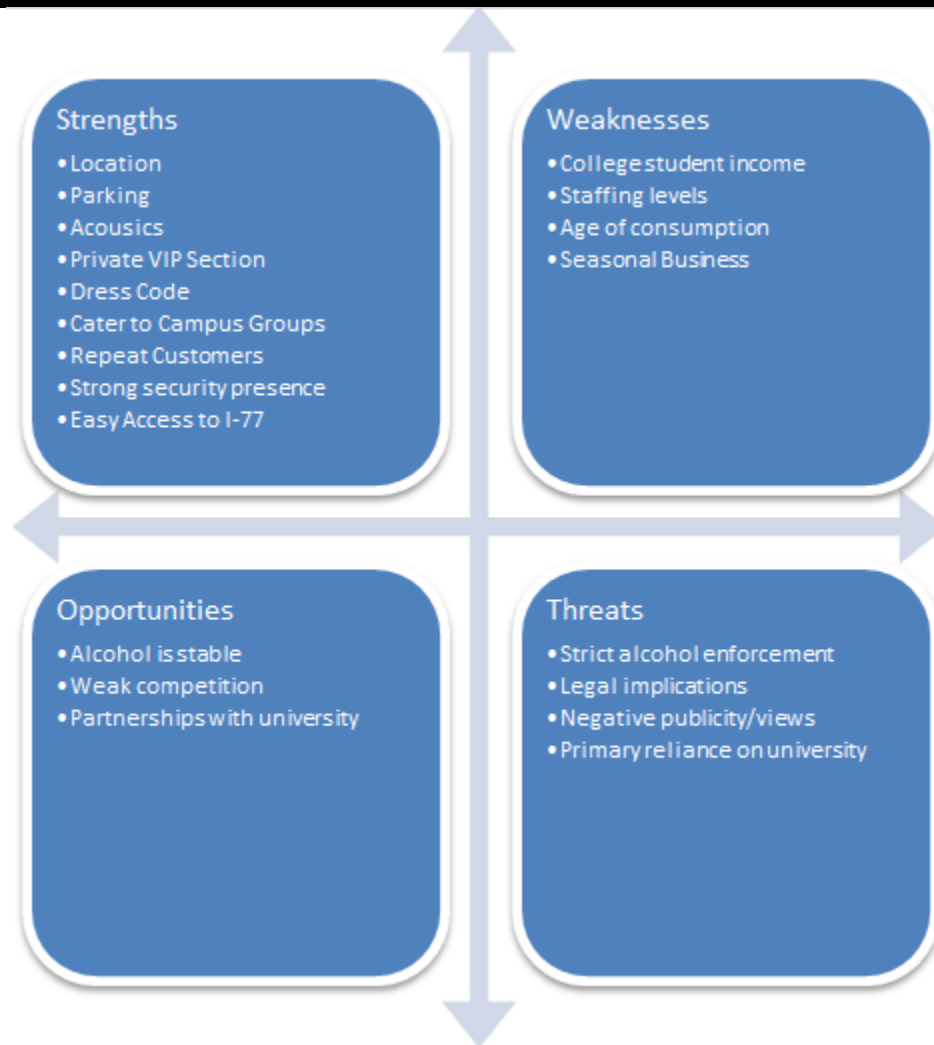 Strengths
•Location
•Parking
•Acousics
•Private VIP Section
•Dress Code
•Cater to Campus Groups
•Repeat Customers
•Strong security presence
•Easy Access to I-77
Weaknesses
•College student income
•Staffing levels
•Age of consumption
•Seasonal Business
Opportunities
•Alcohol is stable
•Weak competition
•Partnerships with university
Threats
•Strict alcohol enforcement
•Legal implications
•Negative publicity/views
•Primary reliance on university